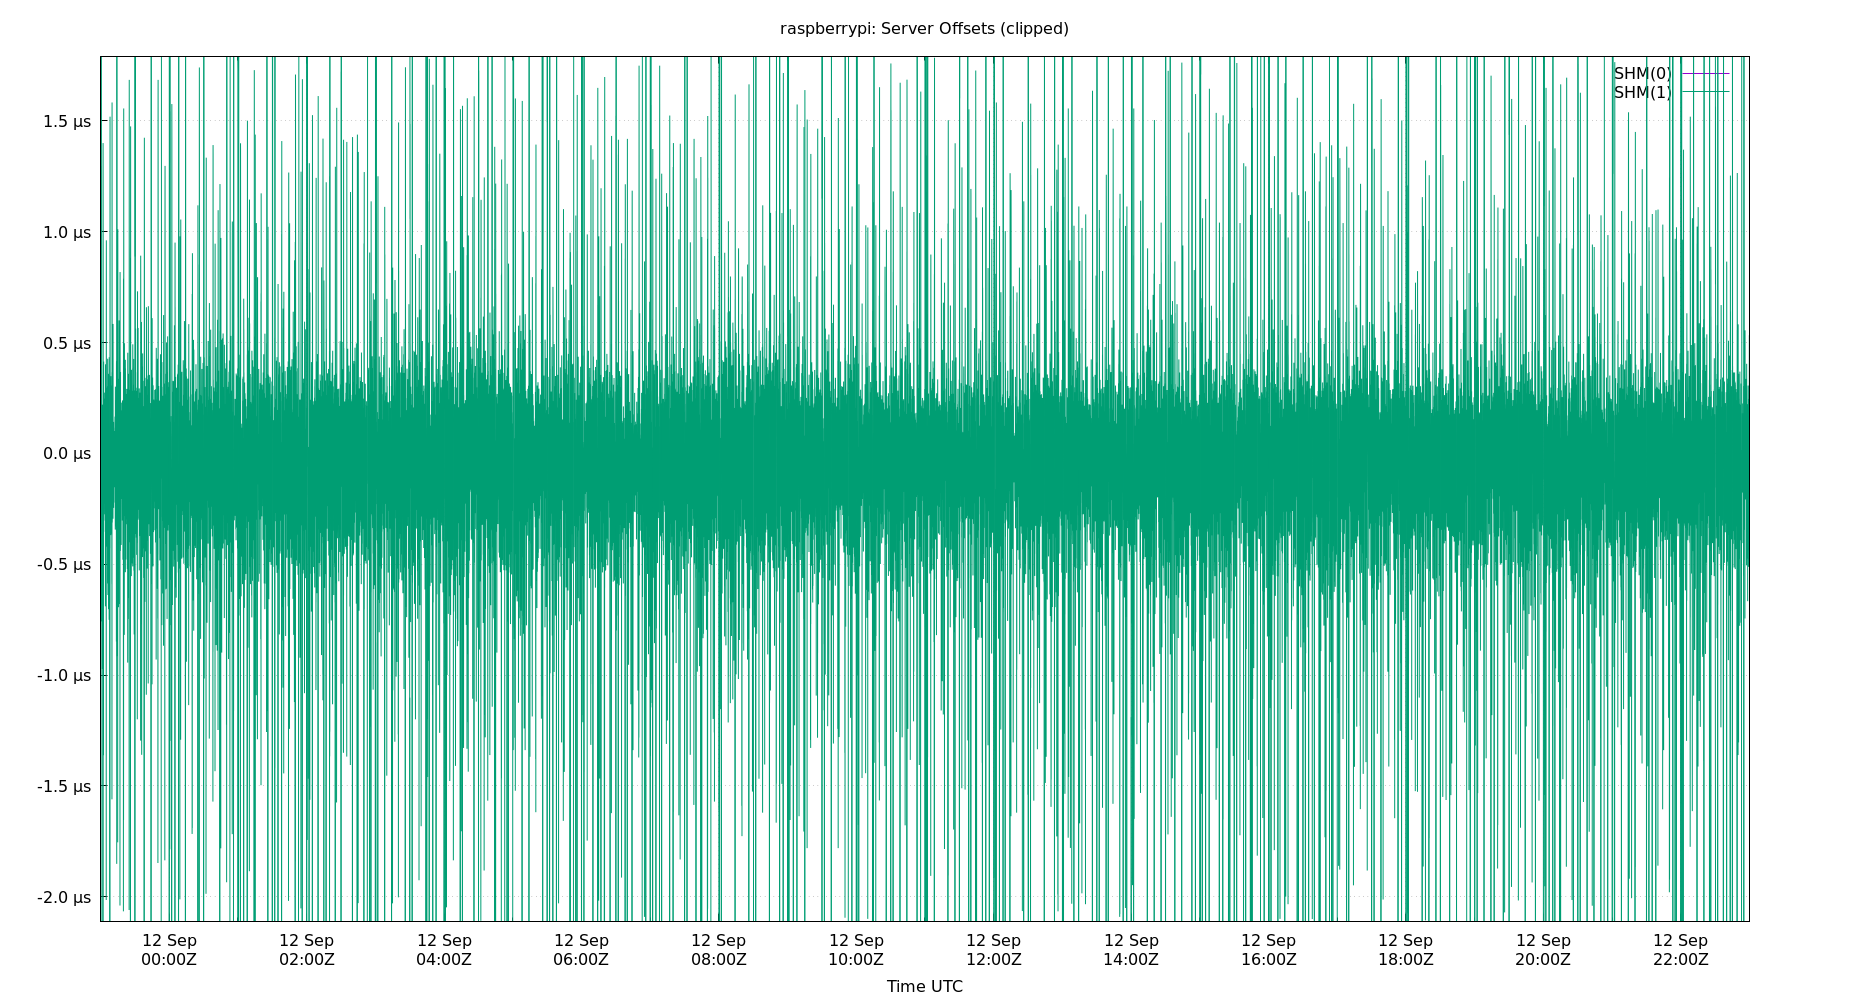 raspberrypi: Server Offsets (clipped)
SHM(0)
SHM(1)
1.5 µs
1.0 µs
0.5 µs
0.0 µs
-0.5 µs
-1.0 µs
-1.5 µs
-2.0 µs
12 Sep 12 Sep 12 Sep 12 Sep 12 Sep 12 Sep 12 Sep 12 Sep 12 Sep 12 Sep 12 Sep 12 Sep
00:00Z 02:00Z 04:00Z 06:00Z 08:00Z 10:00Z 12:00Z 14:00Z 16:00Z 18:00Z 20:00Z 22:00Z
Time UTC